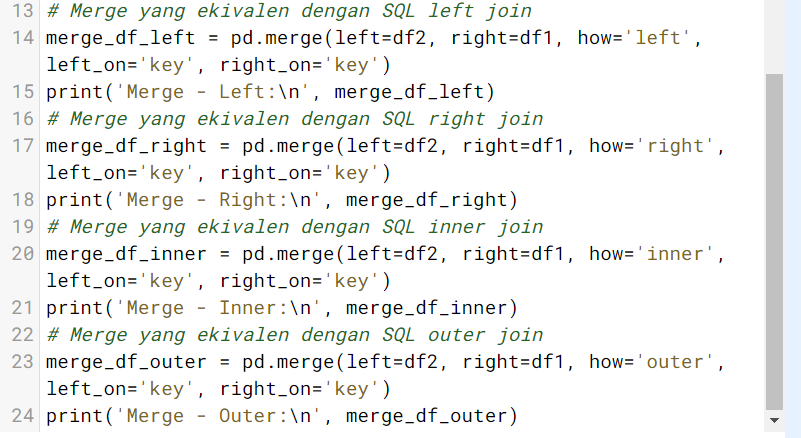 13 # Merge yang ekivalen dengan SQL left join
14 merge_df_left = pd.merge(left=df2, right=df1, how='left',
left_on='key', right_on='key')
15 print('Merge - Left:\n', merge_df_left)
16 # Merge yang ekivalen dengan SQL right join
17 merge_df_right = pd.merge(left=df2, right=df1, how='right',
left_on='key', right_on='key')
18 print('Merge - Right:\n', merge_df_right)
19 # Merge yang ekivalen dengan SQL inner join
20 merge_df_inner = pd.merge(left=df2, right=df1, how='inner',
left_on='key', right_on='key')
21 print('Merge - Inner:\n', merge_df_inner)
22 # Merge yang ekivalen dengan SQL outer join
23 merge_df_outer = pd.merge(left=df2, right=df1, how='outer',
left_on='key', right_on='key')
24 print('Merge - Outer:\n', merge_df_outer)